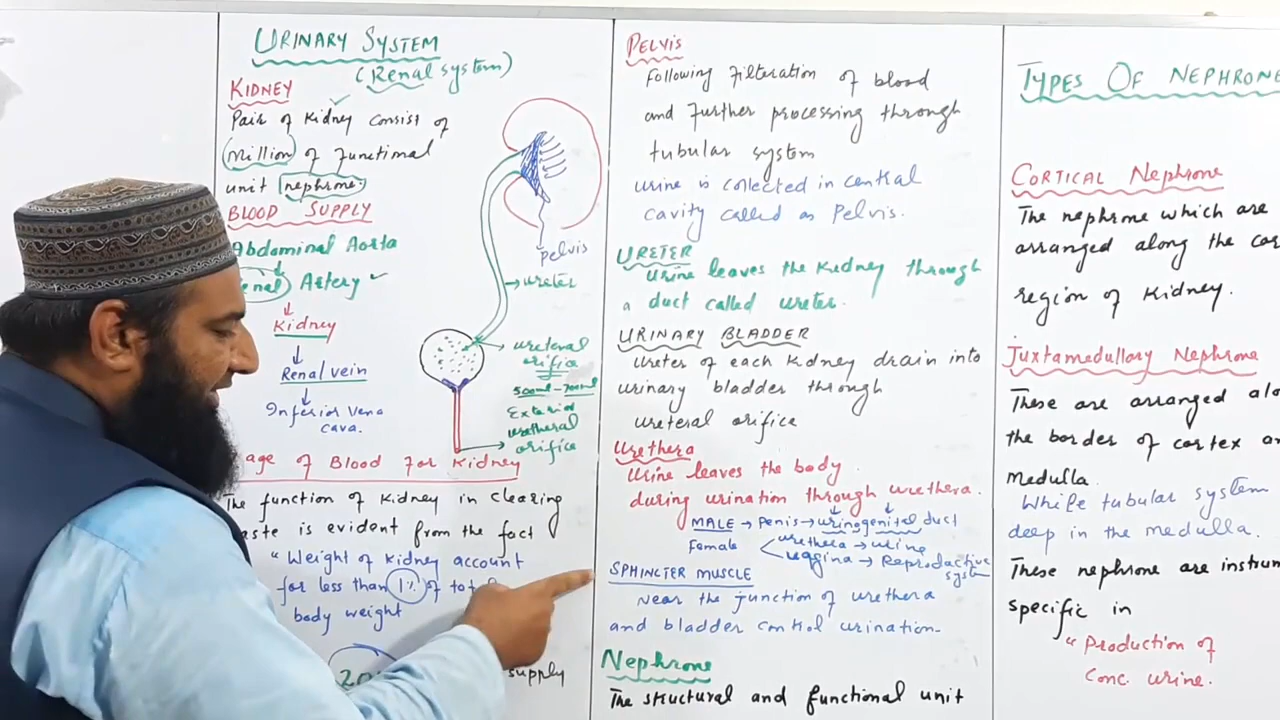 URINARY SYSTEM
(Renal system)
KIDNEY
Pair of Kidney consist of
Million of functional
unit nephrone.
BLOOD SUPPLY
Abdominal Aorta
enal Astery
Kidney
Renal vein
Inferior Vena
cava.
pelvis
ureter
ureteral
orifice
500ml-700ml
Exterior
urethral
orifice
age of Blood for Kidney
The function of Kidney in clearing
aste is evident from the fact
"Weight of Kidney account
for less than 1% of tot
body weight
20
supply
PELVIS
Following filteration of blood
and further processing through
tubular system
urine is collected in central
cavity called as Pelvis.
URETER
urine leaves the Kidney through
a duct called ureter.
URINARY BLADDER
Ureter of each Kidney drain into
urinary bladder through
ureteral orifice
Urethera
Urine leaves the body
during urination through urethera.
MALE → Penis → urinogenital duct
Female
urethera → urine
vagina → Reproductive
system
SPHINCTER MUSCLE
Near the junction of urethera
and bladder control urination.
Nephrone
The structural and functional unit
TYPES OF NEPHRONE
CORTICAL Nephrone
The nephrone which are
arranged along the cor
region of Kidney.
Juxtamedullory Nephrone
These are arranged alo
the border of cortex an
Medulla.
While tubular system
deep in the medulla.
These nephrone are instrum
specific in
"Production of
Conc. urine.